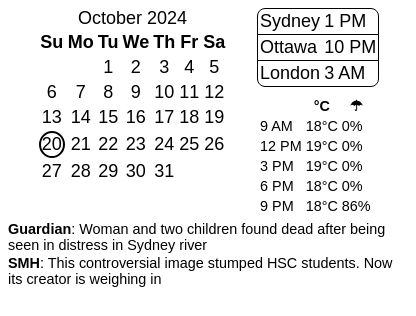 October 2024
Su Mo Tu We Th Fr Sa
1 2 3 4 5
6 7 8 9 10 11 12
13 14 15 16 17 18 19
20 21 22 23 24 25 26
27 28 29 30 31
Sydney 1 PM
Ottawa 10 PM
London 3 AM
°C ☂
9 AM 18°C 0%
12 PM 19°C 0%
3 PM 19°C 0%
6 PM 18°C 0%
9 PM 18°C 86%
Guardian: Woman and two children found dead after being
seen in distress in Sydney river
SMH: This controversial image stumped HSC students. Now
its creator is weighing in